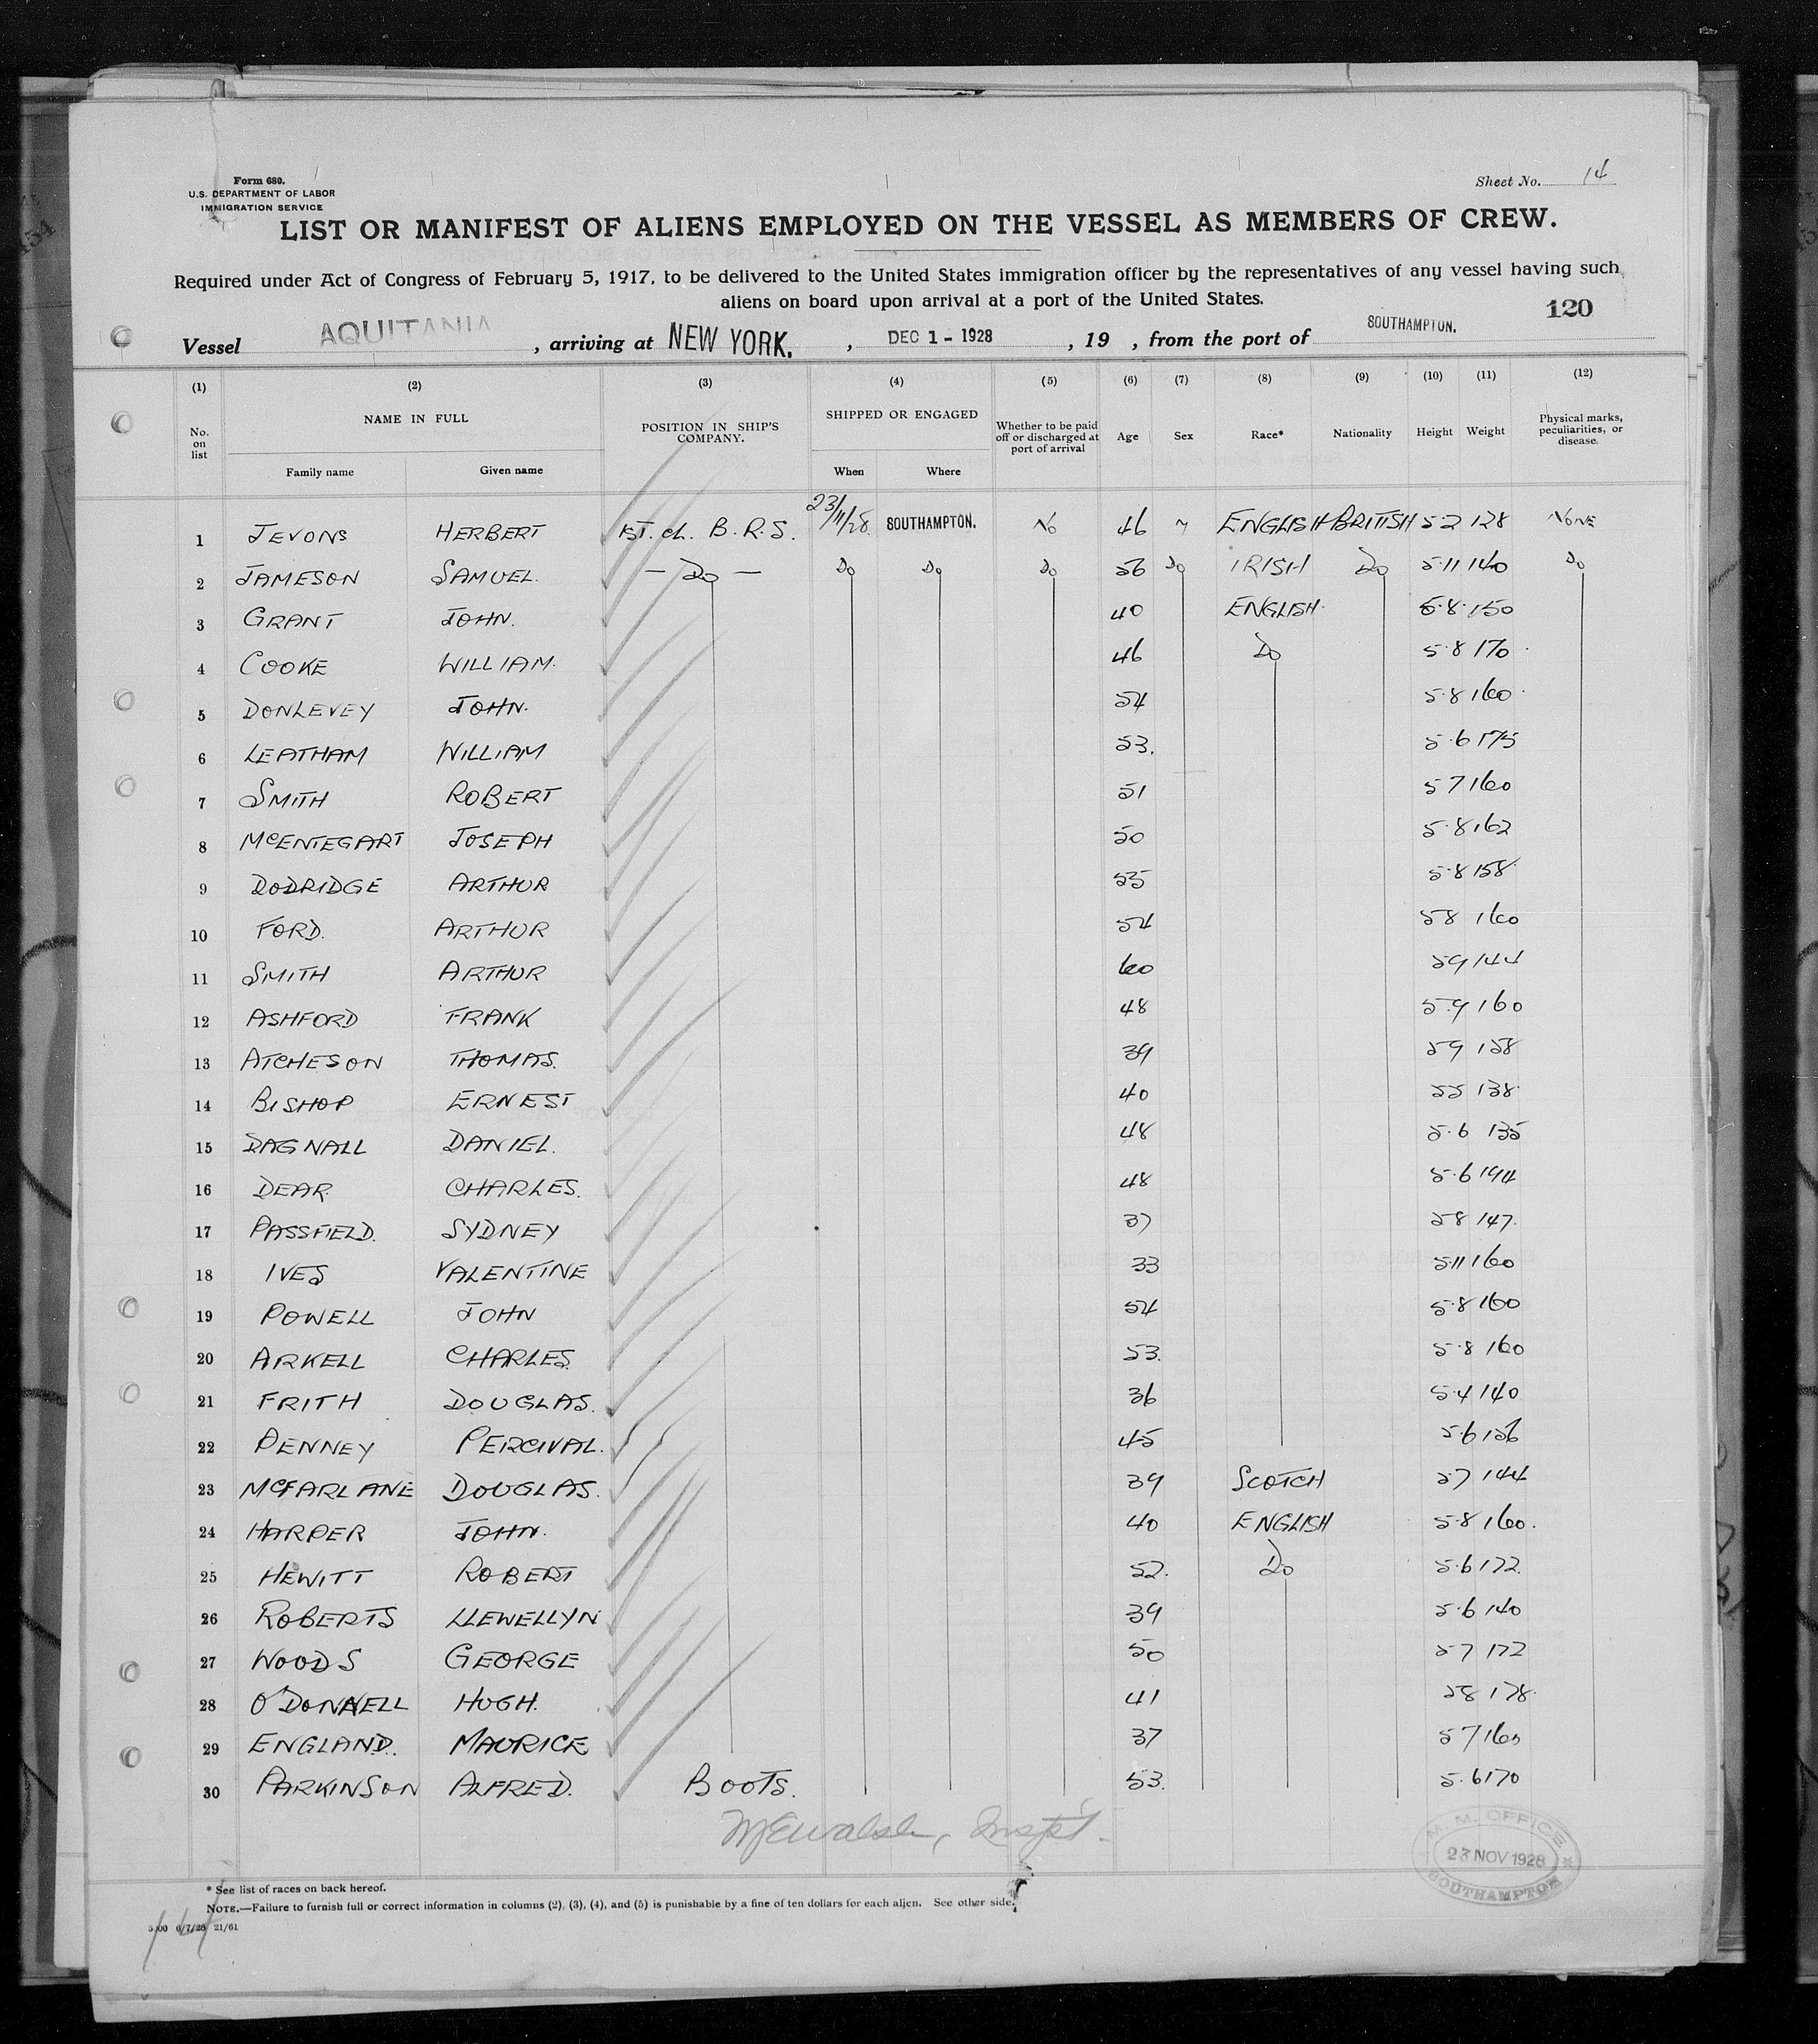 Form 680.
U.S. DEPARTMENT OF LABOR
IMMIGRATION SERVICE
Sheet No. 14
LIST OR MANIFEST OF ALIENS EMPLOYED ON THE VESSEL AS MEMBERS OF CREW.
Required under Act of Congress of February 5, 1917, to be delivered to the United States immigration officer by the representatives of any vessel having such
aliens on board upon arrival at a port of the United States.
120
Vessel AQUITANIA, arriving at NEW YORK., DEC 1 - 1928, 19 , from the port of SOUTHAMPTON.
(1) (2) (3) (4) (5) (6) (7) (8) (9) (10) (11) (12)
No. on list NAME IN FULL POSITION IN SHIP'S COMPANY. SHIPPED OR ENGAGED Whether to be paid off or discharged at port of arrival Age Sex Race* Nationality Height Weight Physical marks, peculiarities, or disease.
Family name Given name When Where
1 JEVONS HERBERT 1ST. CL. B.R.S. 23/11/28 SOUTHAMPTON. No 46 M ENGLISH BRITISH 5·2 128 NONE
2 JAMESON SAMUEL. — Do — Do Do Do 56 Do IRISH Do 5·11 140 Do
3 GRANT JOHN. 40 ENGLISH 5·8· 150
4 COOKE WILLIAM. 46 Do 5·8 170
5 DONLEVEY JOHN. 54 5·8 160
6 LEATHAM WILLIAM 53. 5·6 175
7 SMITH ROBERT 51 5 7 160
8 McENTEGART JOSEPH 50 5·8 162
9 DODRIDGE ARTHUR 55 5·8 158
10 FORD. ARTHUR 54 5 8 160
11 SMITH ARTHUR 60 5 9 144
12 ASHFORD FRANK 48 5·9 160
13 ATCHESON THOMAS. 39 5 9 158
14 BISHOP ERNEST 40 5 5 138
15 DAGNALL DANIEL. 48 5·6 135
16 DEAR CHARLES. 48 5·6 194
17 PASSFIELD. SYDNEY 37 5 8 147.
18 IVES VALENTINE 33 5 11 160
19 POWELL JOHN 54 5·8 160
20 ARKELL CHARLES. 53. 5·8 160
21 FRITH DOUGLAS. 36 5·4 140
22 PENNEY PERCIVAL. 45 5·6 156
23 McFARLANE DOUGLAS. 39 SCOTCH 5 7 144
24 HARPER JOHN. 40 ENGLISH 5·8 160.
25 HEWITT ROBERT 52. Do 5·6 172.
26 ROBERTS LLEWELLYN 39 5·6 140
27 WOODS GEORGE 50 5 7 172
28 O'DONNELL HUGH. 41 5 8 178.
29 ENGLAND. MAURICE 37 5 7 165
30 PARKINSON ALFRED. BOOTS. 53. 5·6 170
M.M. OFFICE
23 NOV 1928
SOUTHAMPTON
* See list of races on back hereof.
NOTE.—Failure to furnish full or correct information in columns (2), (3), (4), and (5) is punishable by a fine of ten dollars for each alien. See other side.
6/7/28 21/61